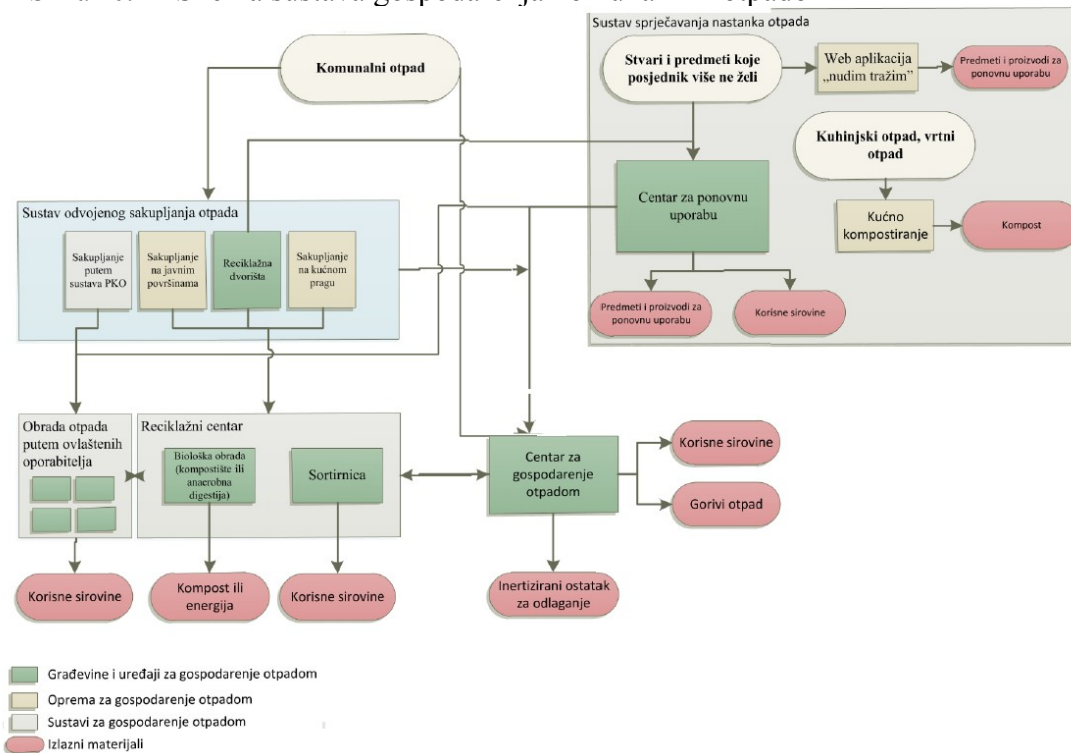 Sustav sprječavanja nastanka otpada
Komunalni otpad
Stvari i predmeti koje
posjednik više ne želi
Web aplikacija
„nudim tražim”
Predmeti i proizvodi za
ponovnu uporabu
Kuhinjski otpad, vrtni
otpad
Centar za ponovnu
uporabu
Kućno
kompostiranje
Kompost
Predmeti i proizvodi za
ponovnu uporabu
Korisne sirovine
Sustav odvojenog sakupljanja otpada
Sakupljanje
putem
sustava PKO
Sakupljanje
na javnim
površinama
Reciklažna
dvorišta
Sakupljanje
na kućnom
pragu
Obrada otpada
putem ovlaštenih
oporabitelja
Reciklažni centar
Biološka obrada
(kompostište ili
anaerobna
digestija)
Sortirnica
Centar za
gospodarenje
otpadom
Korisne sirovine
Gorivi otpad
Korisne sirovine
Kompost ili
energija
Korisne sirovine
Inertizirani ostatak
za odlaganje
Građevine i uređaji za gospodarenje otpadom
Oprema za gospodarenje otpadom
Sustavi za gospodarenje otpadom
Izlazni materijali